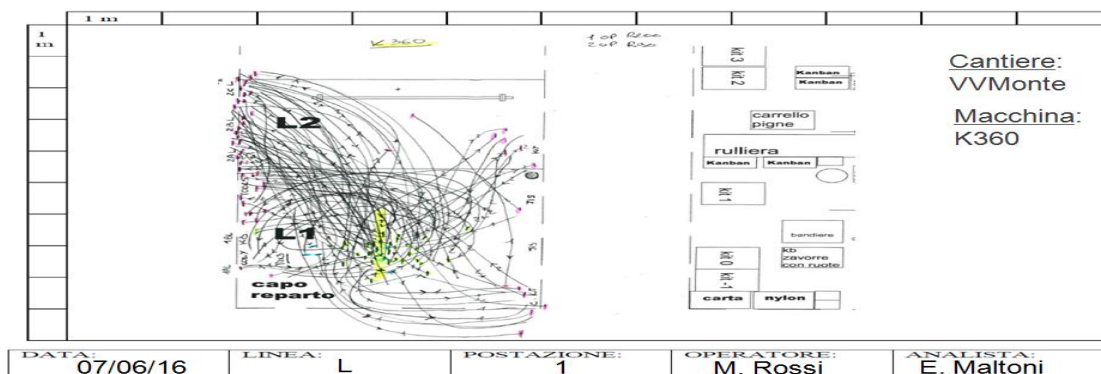 1 m
1
m
K360
1 OP
2 OP
kit 3
kit 2
Kanban
Kanban
carrello
pigne
rulliera
Kanban
Kanban
kit 1
bandiere
kit 0
kit -1
kb
zavorre
con ruote
carta
nylon
L2
L1
capo
reparto
Cantiere:
VVMonte
Macchina:
K360
DATA: 07/06/16
LINEA: L
POSTAZIONE: 1
OPERATORE: M. Rossi
ANALISTA: E. Maltoni